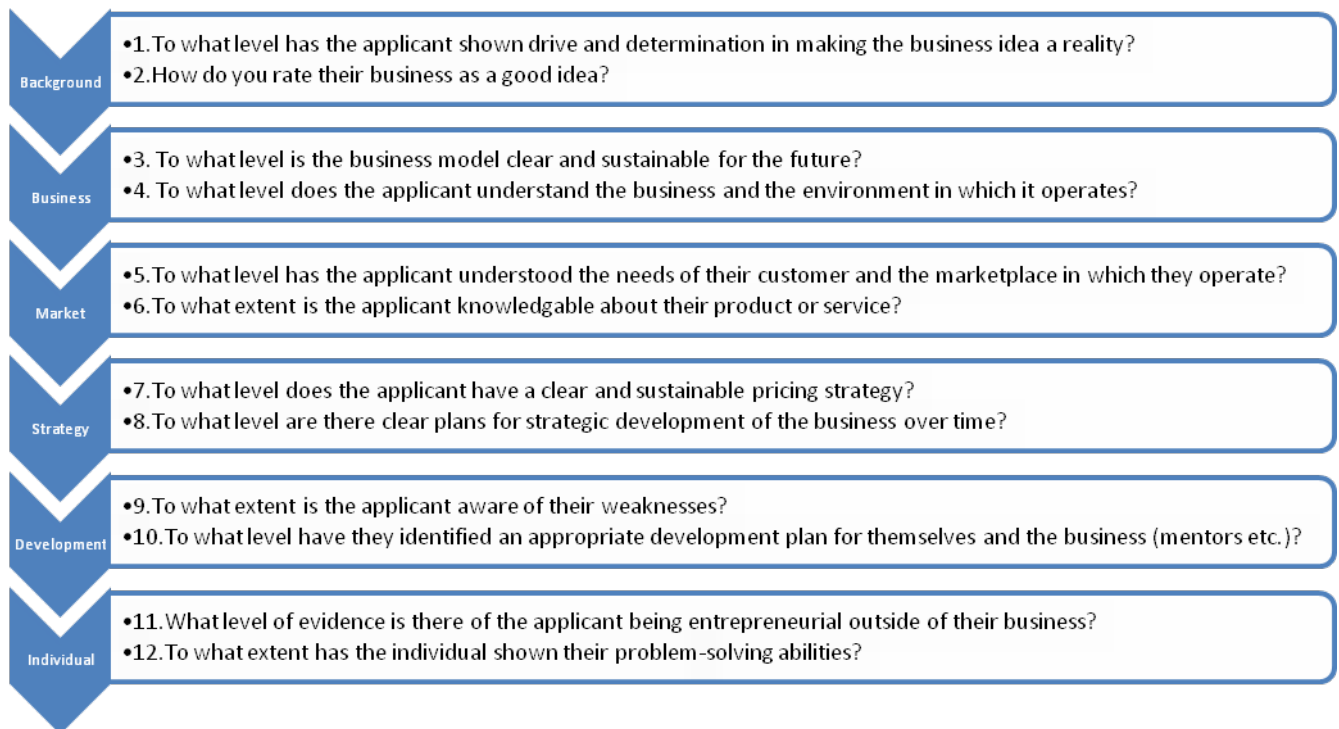 Background
•1.To what level has the applicant shown drive and determination in making the business idea a reality?
•2.How do you rate their business as a good idea?
Business
•3. To what level is the business model clear and sustainable for the future?
•4. To what level does the applicant understand the business and the environment in which it operates?
Market
•5.To what level has the applicant understood the needs of their customer and the marketplace in which they operate?
•6.To what extent is the applicant knowledgable about their product or service?
Strategy
•7.To what level does the applicant have a clear and sustainable pricing strategy?
•8.To what level are there clear plans for strategic development of the business over time?
Development
•9.To what extent is the applicant aware of their weaknesses?
•10.To what level have they identified an appropriate development plan for themselves and the business (mentors etc.)?
Individual
•11.What level of evidence is there of the applicant being entrepreneurial outside of their business?
•12.To what extent has the individual shown their problem-solving abilities?